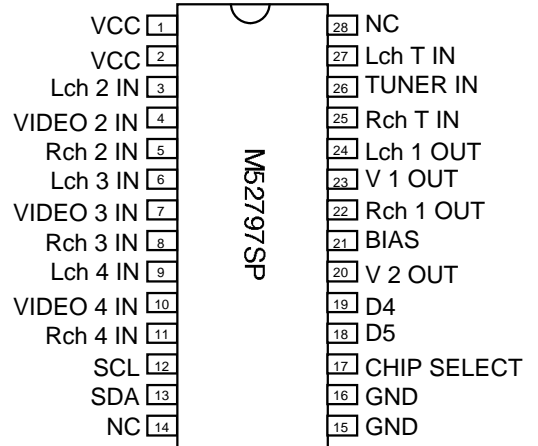 VCC 1
VCC 2
Lch 2 IN 3
VIDEO 2 IN 4
Rch 2 IN 5
Lch 3 IN 6
VIDEO 3 IN 7
Rch 3 IN 8
Lch 4 IN 9
VIDEO 4 IN 10
Rch 4 IN 11
SCL 12
SDA 13
NC 14
M52797SP
28 NC
27 Lch T IN
26 TUNER IN
25 Rch T IN
24 Lch 1 OUT
23 V 1 OUT
22 Rch 1 OUT
21 BIAS
20 V 2 OUT
19 D4
18 D5
17 CHIP SELECT
16 GND
15 GND